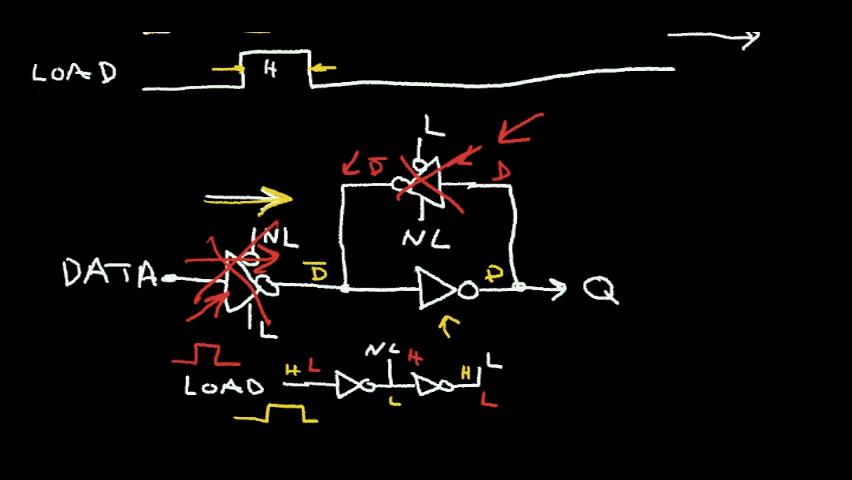 LOAD H
L
D̅ D
NL
NL
DATA D̅ D Q
L
NL H L
H L H
LOAD L L